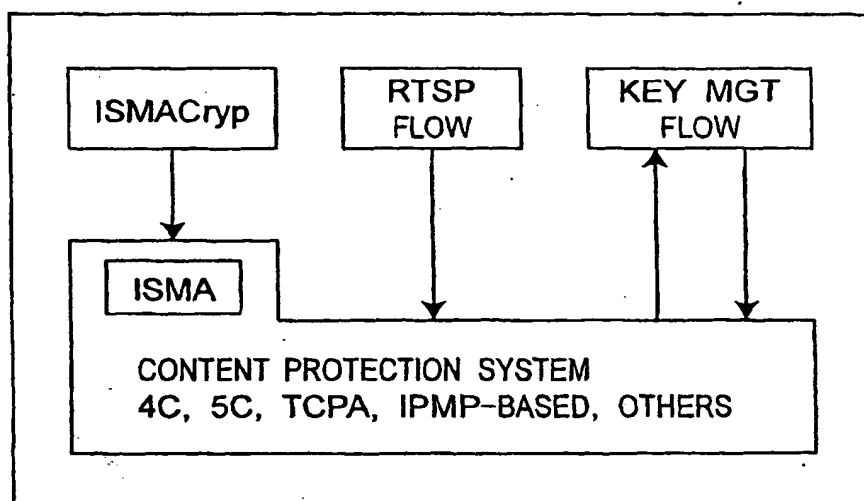 ISMACryp
RTSP
FLOW
KEY MGT
FLOW
ISMA
CONTENT PROTECTION SYSTEM
4C, 5C, TCPA, IPMP-BASED, OTHERS